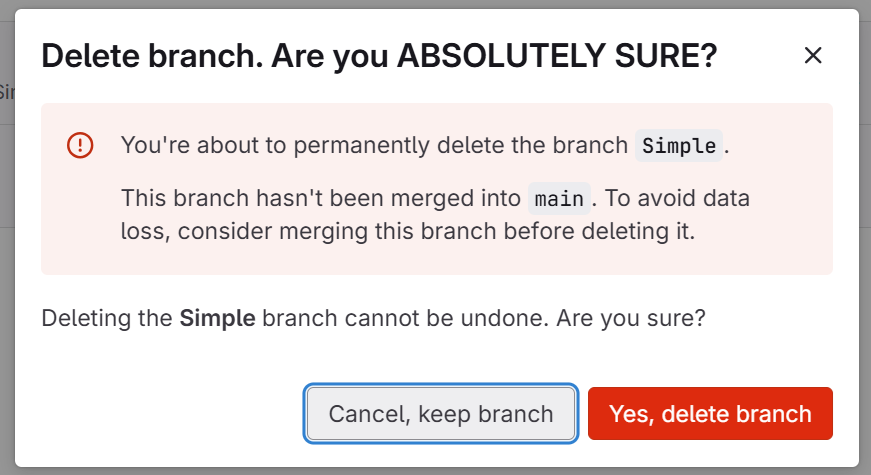 Delete branch. Are you ABSOLUTELY SURE?
You're about to permanently delete the branch Simple.
This branch hasn't been merged into main. To avoid data
loss, consider merging this branch before deleting it.
Deleting the Simple branch cannot be undone. Are you sure?
Cancel, keep branch
Yes, delete branch